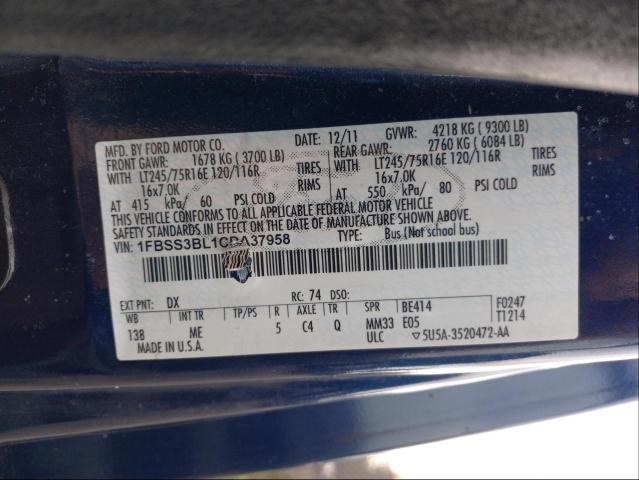 MFD. BY FORD MOTOR CO.
DATE: 12/11 GVWR: 4218 KG ( 9300 LB)
FRONT GAWR: 1678 KG ( 3700 LB) REAR GAWR: 2760 KG ( 6084 LB)
WITH LT245/75R16E 120/116R TIRES WITH LT245/75R16E 120/116R TIRES
16x7.0K RIMS 16x7.0K RIMS
AT 415 kPa/ 60 PSI COLD AT 550 kPa/ 80 PSI COLD
THIS VEHICLE CONFORMS TO ALL APPLICABLE FEDERAL MOTOR VEHICLE
SAFETY STANDARDS IN EFFECT ON THE DATE OF MANUFACTURE SHOWN ABOVE.
VIN: 1FBSS3BL1CDA37958 TYPE: Bus (Not school bus)
EXT PNT: DX RC: 74 DSO:
WB INT TR TP/PS R AXLE TR SPR BE414 F0247
138 ME 5 C4 Q MM33 E05 T1214
MADE IN U.S.A. ULC 5U5A-3520472-AA